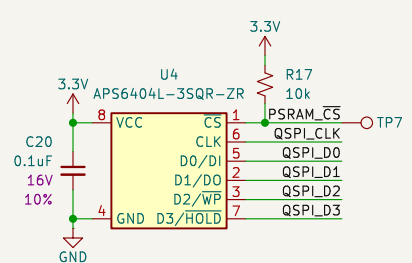 3.3V
U4
R17
3.3V
APS6404L-3SQR-ZR
10k
8 VCC
CS 1
PSRAM_CS
TP7
CLK 6
QSPI_CLK
C20
0.1uF
16V
10%
D0/DI 5
QSPI_D0
D1/DO 2
QSPI_D1
D2/WP 3
QSPI_D2
4 GND
D3/HOLD 7
QSPI_D3
GND